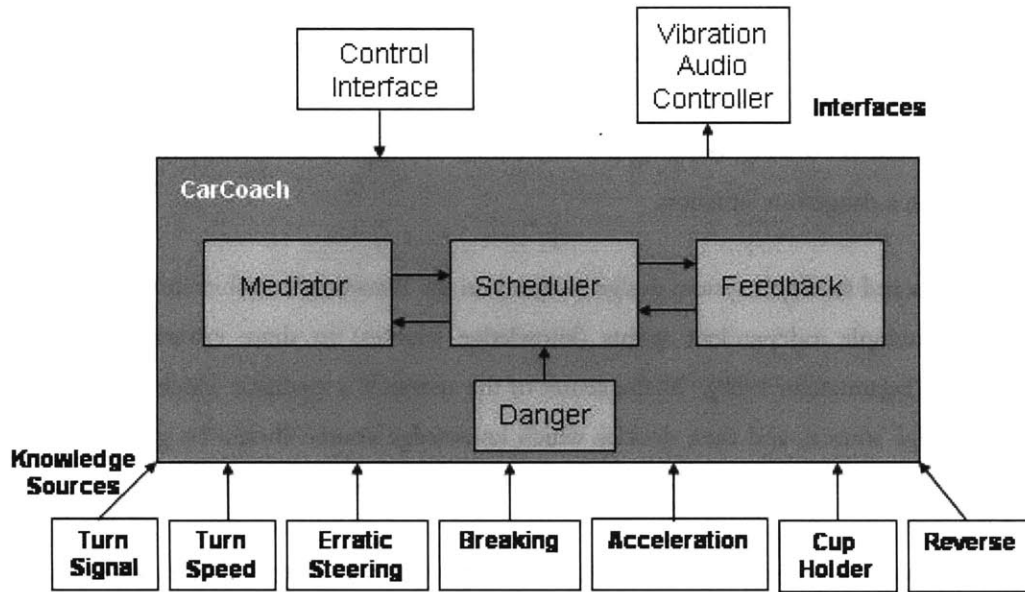 Control
Interface
Vibration
Audio
Controller
Interfaces
CarCoach
Mediator
Scheduler
Feedback
Danger
Knowledge
Sources
Turn
Signal
Turn
Speed
Erratic
Steering
Breaking
Acceleration
Cup
Holder
Reverse